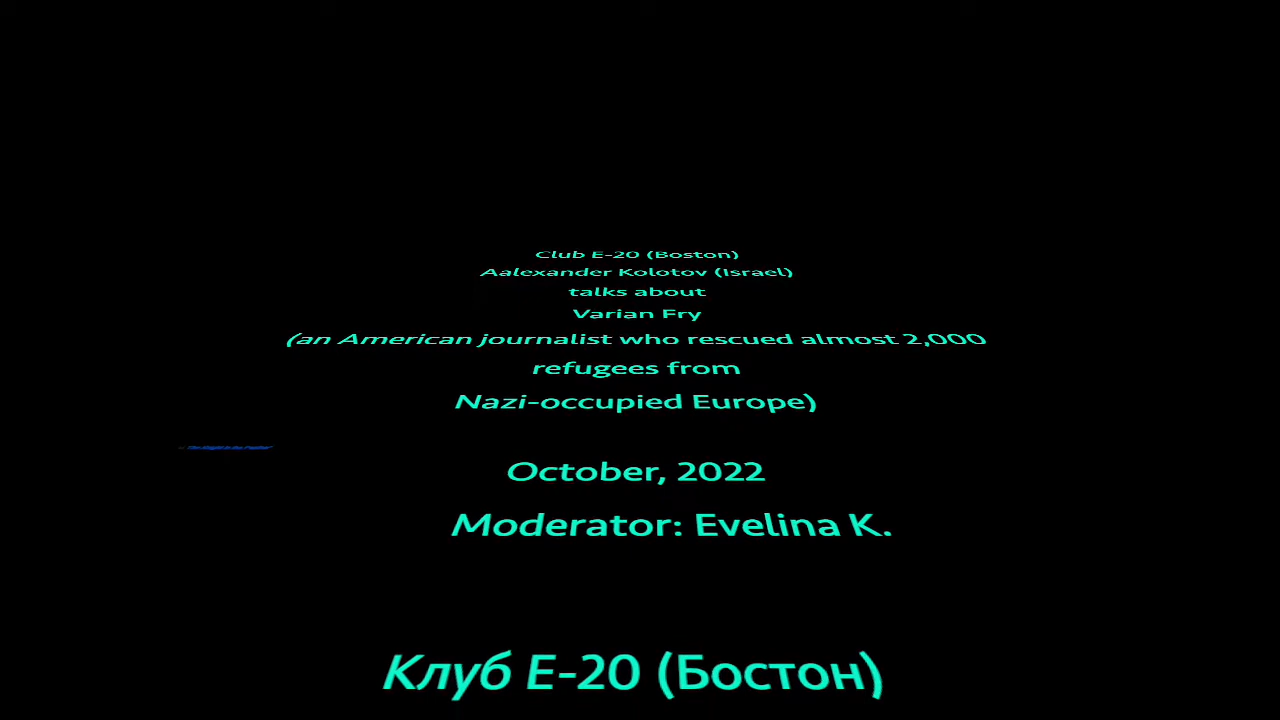 Club E-20 (Boston)
Aalexander Kolotov (Israel)
talks about
Varian Fry
(an American journalist who rescued almost 2,000
refugees from
Nazi-occupied Europe)
October, 2022
Moderator: Evelina K.
Клуб Е-20 (Бостон)